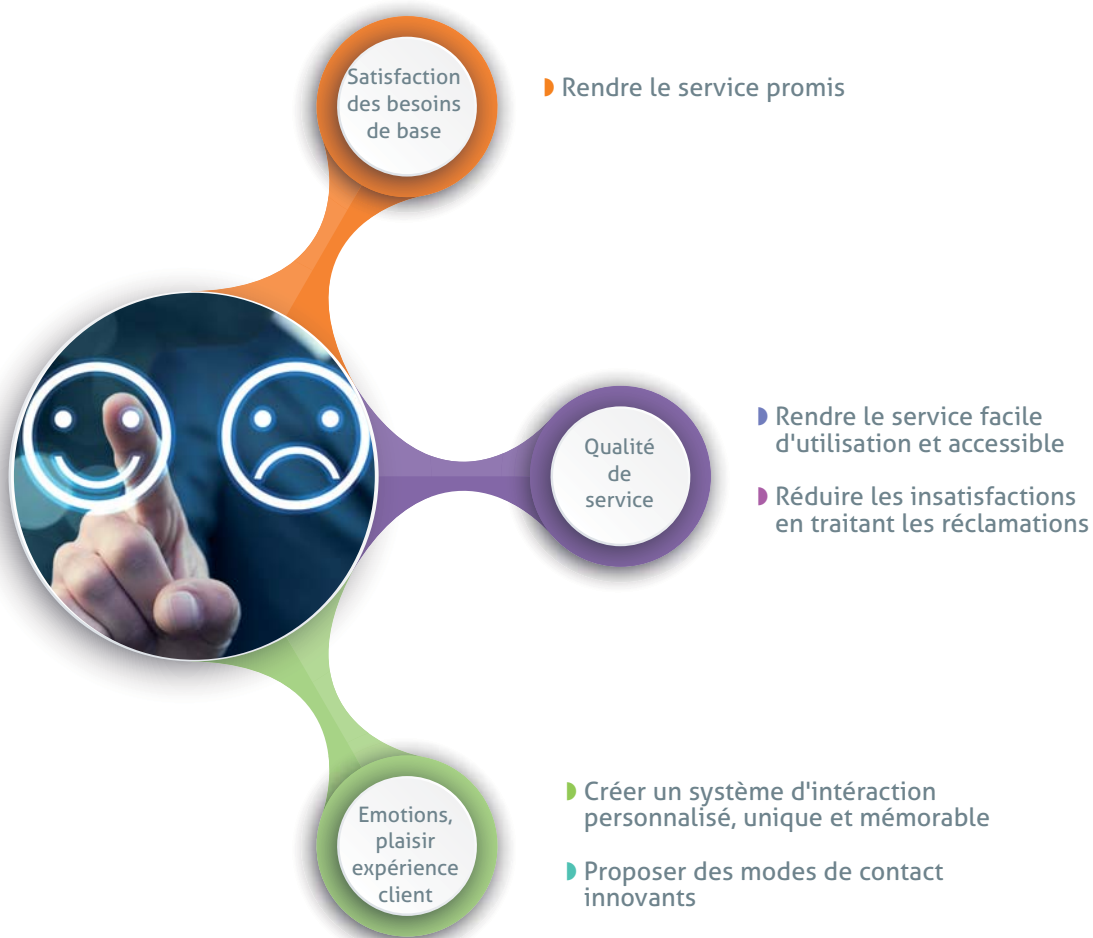 Satisfaction
des besoins
de base
Rendre le service promis
Qualité
de
service
Rendre le service facile
d'utilisation et accessible
Réduire les insatisfactions
en traitant les réclamations
Emotions,
plaisir
expérience
client
Créer un système d'intéraction
personnalisé, unique et mémorable
Proposer des modes de contact
innovants